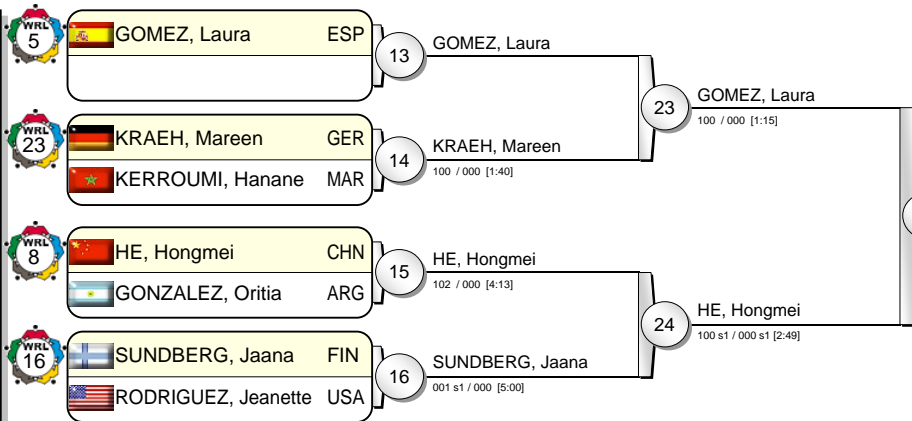 WRL
5
GOMEZ, Laura ESP
13
GOMEZ, Laura
23
GOMEZ, Laura
100 / 000 [1:15]
WRL
23
KRAEH, Mareen GER
KERROUMI, Hanane MAR
14
KRAEH, Mareen
100 / 000 [1:40]
WRL
8
HE, Hongmei CHN
GONZALEZ, Oritia ARG
15
HE, Hongmei
102 / 000 [4:13]
24
HE, Hongmei
100 s1 / 000 s1 [2:49]
WRL
16
SUNDBERG, Jaana FIN
RODRIGUEZ, Jeanette USA
16
SUNDBERG, Jaana
001 s1 / 000 [5:00]